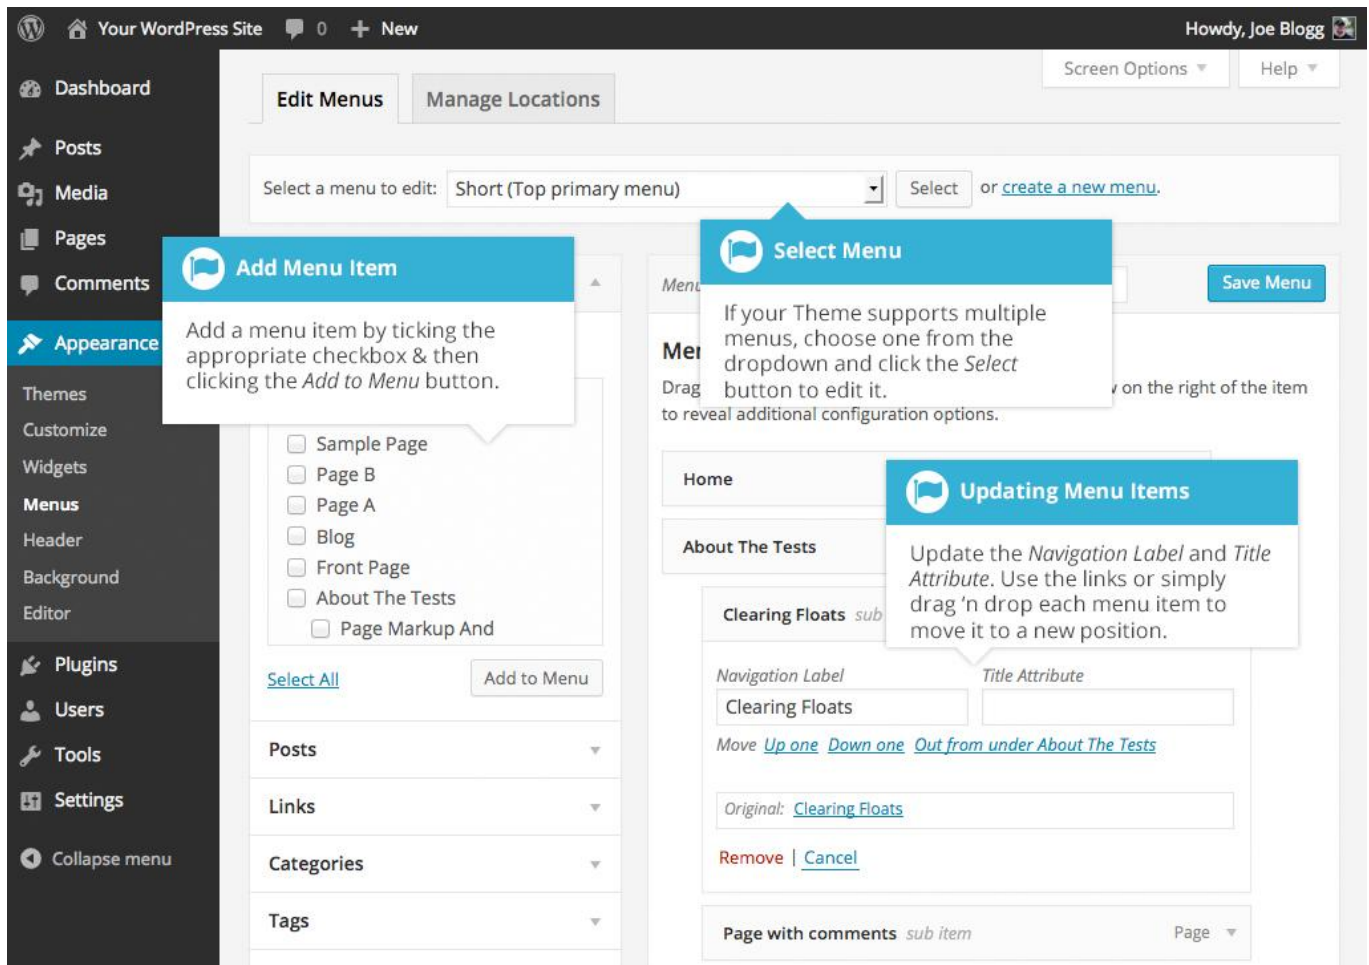 Your WordPress Site 0 + New Howdy, Joe Blogg
Screen Options Help
Dashboard
Posts
Media
Pages
Comments
Appearance
Themes
Customize
Widgets
Menus
Header
Background
Editor
Plugins
Users
Tools
Settings
Collapse menu
Edit Menus Manage Locations
Select a menu to edit: Short (Top primary menu) Select or create a new menu.
Add Menu Item
Add a menu item by ticking the
appropriate checkbox & then
clicking the Add to Menu button.
Sample Page
Page B
Page A
Blog
Front Page
About The Tests
Page Markup And
Select All Add to Menu
Posts
Links
Categories
Tags
Select Menu
If your Theme supports multiple
menus, choose one from the
dropdown and click the Select
button to edit it.
Save Menu
Drag on the right of the item
to reveal additional configuration options.
Home
About The Tests
Updating Menu Items
Update the Navigation Label and Title
Attribute. Use the links or simply
drag ‘n drop each menu item to
move it to a new position.
Clearing Floats sub
Navigation Label Title Attribute
Clearing Floats
Move Up one Down one Out from under About The Tests
Original: Clearing Floats
Remove | Cancel
Page with comments sub item Page